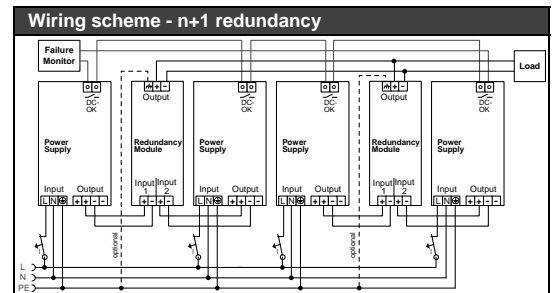 Wiring scheme - n+1 redundancy
Failure Monitor
Load
DC-OK
Output
+ -
DC-OK
DC-OK
Output
+ -
DC-OK
Power Supply
Redundancy Module
Power Supply
Power Supply
Redundancy Module
Power Supply
Input Output
Input 1 Input 2
Input Output
Input Output
Input 1 Input 2
Input Output
L N + + - -
+ - + -
L N + + - -
L N + + - -
+ - + -
L N + + - -
optional
optional
I
I
I
I
L
N
PE